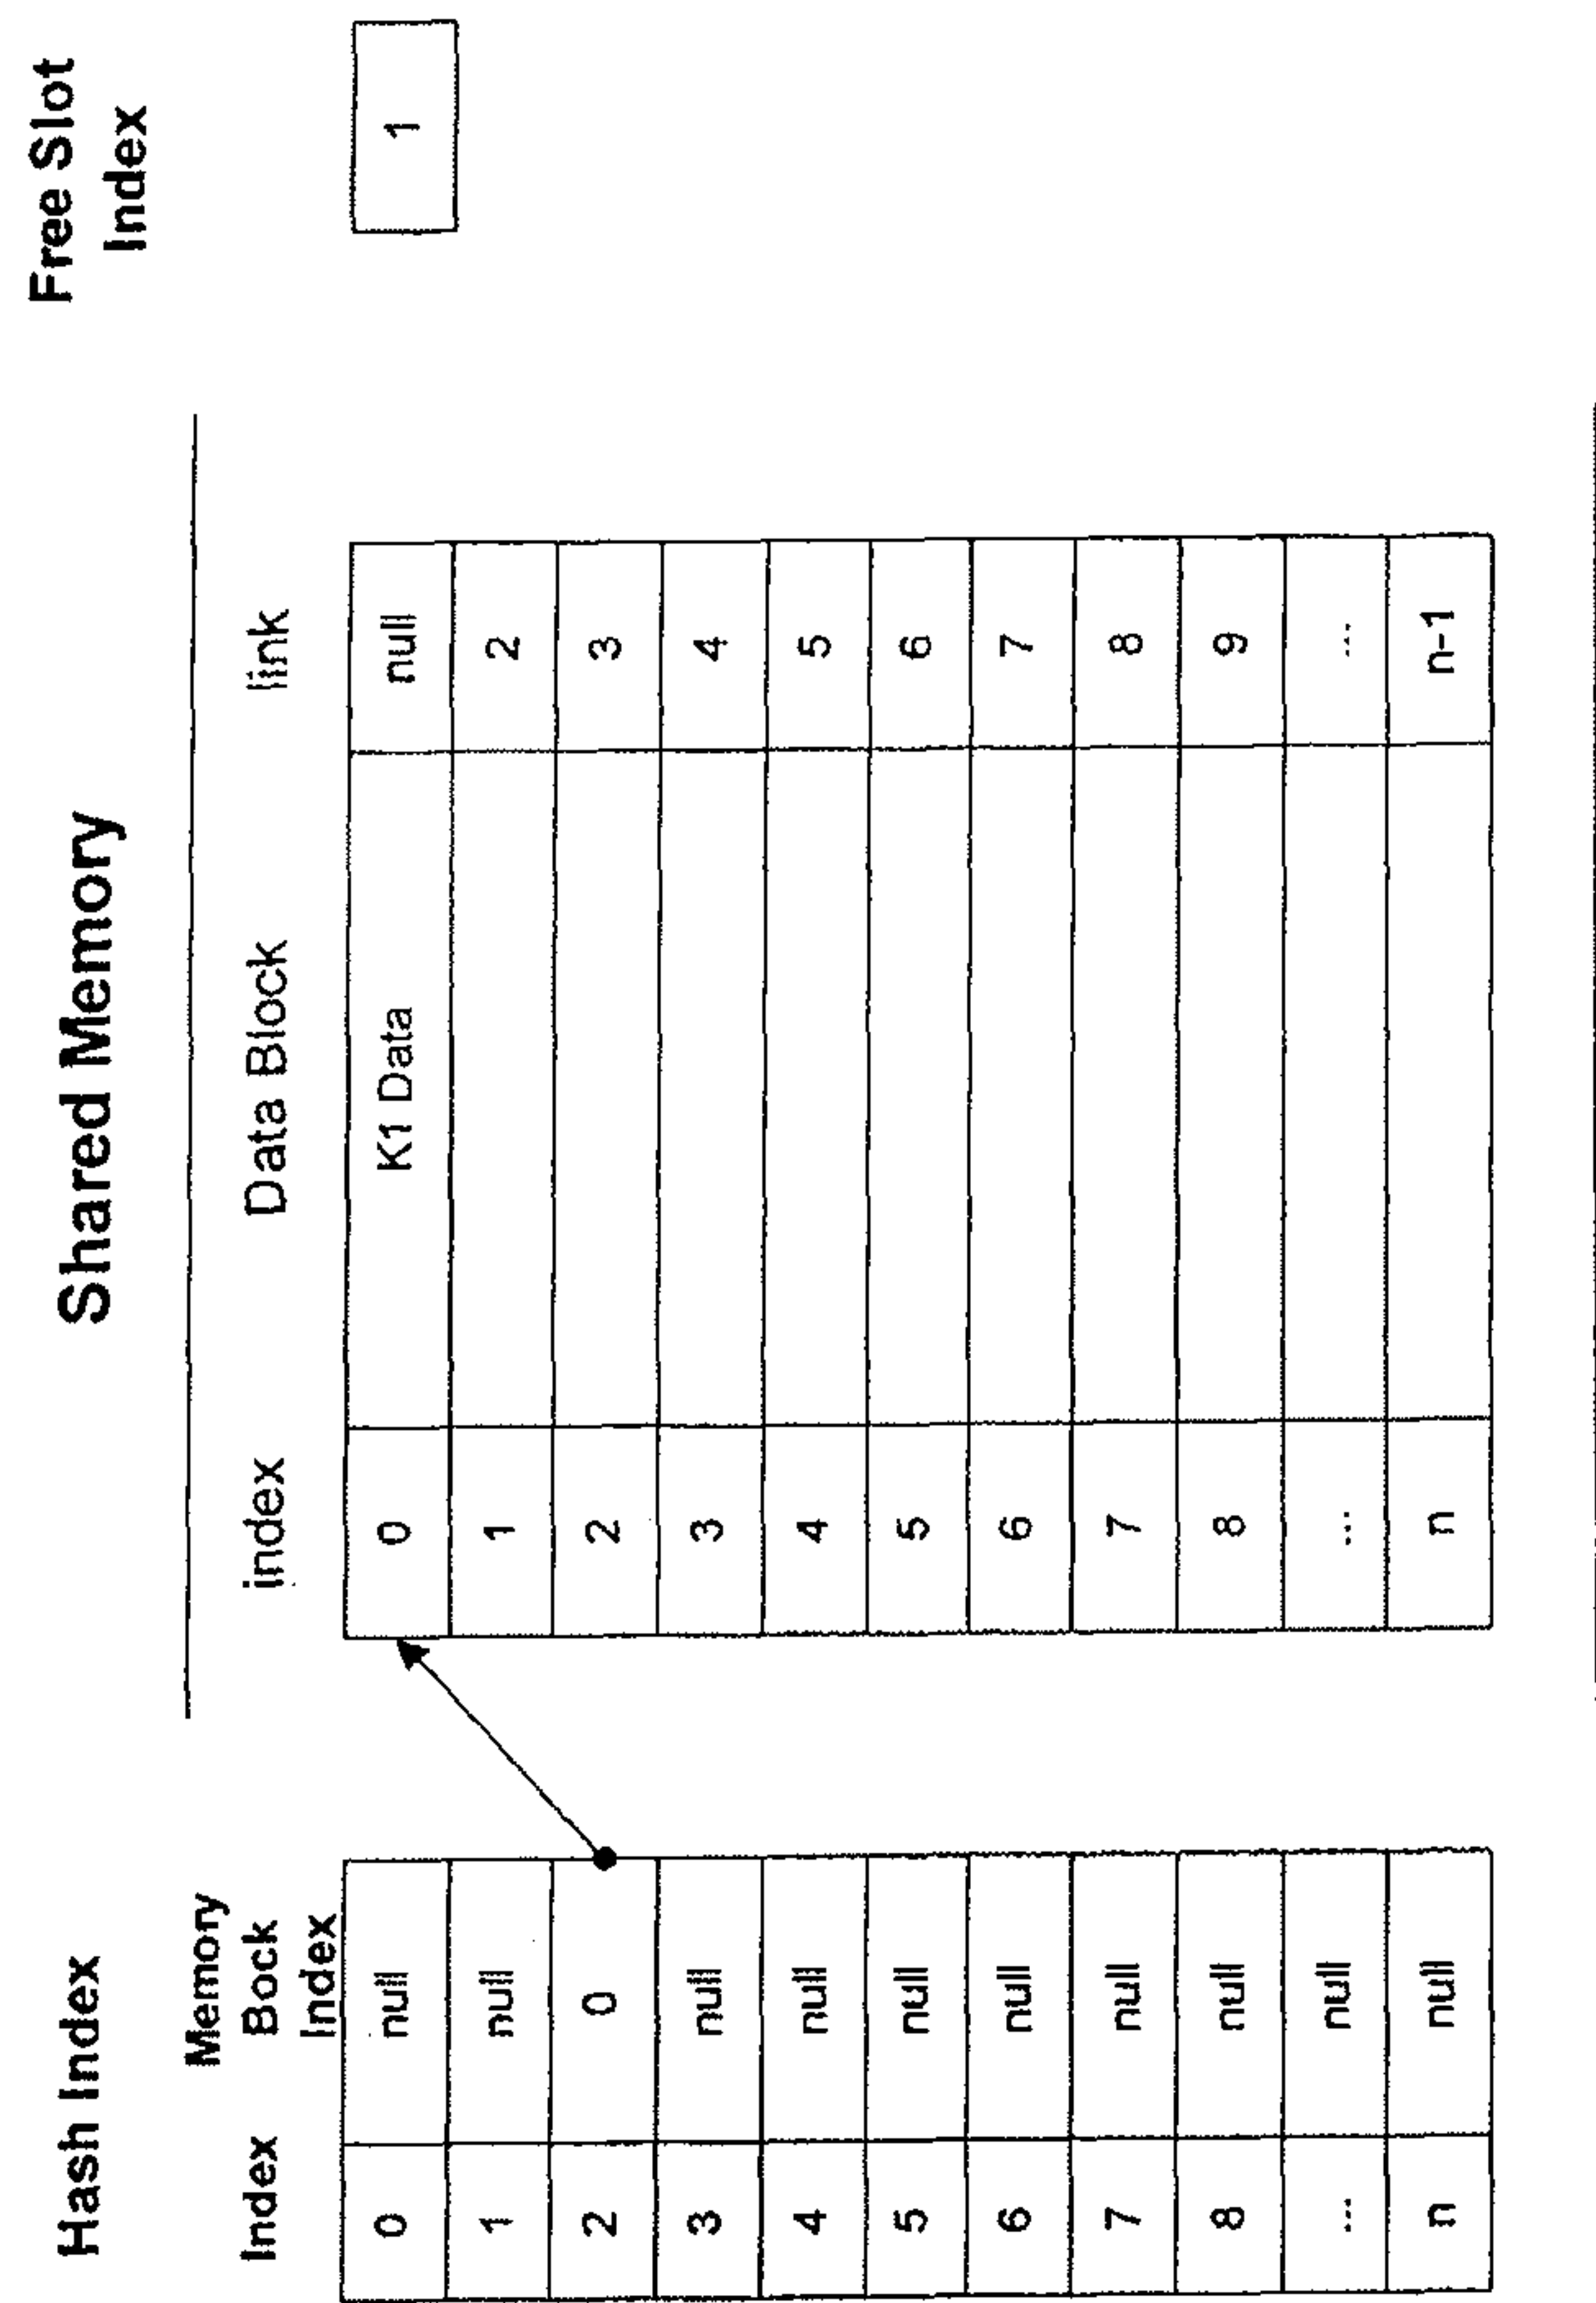 Hash Index
Shared Memory
Free Slot
Index
Index
Memory
Bock
Index
index
Data Block
link
0 null 0 K1 Data null 1
1 null 1 2
2 0 2 3
3 null 3 4
4 null 4 5
5 null 5 6
6 null 6 7
7 null 7 8
8 null 8 9
... null ... ...
n null n n-1